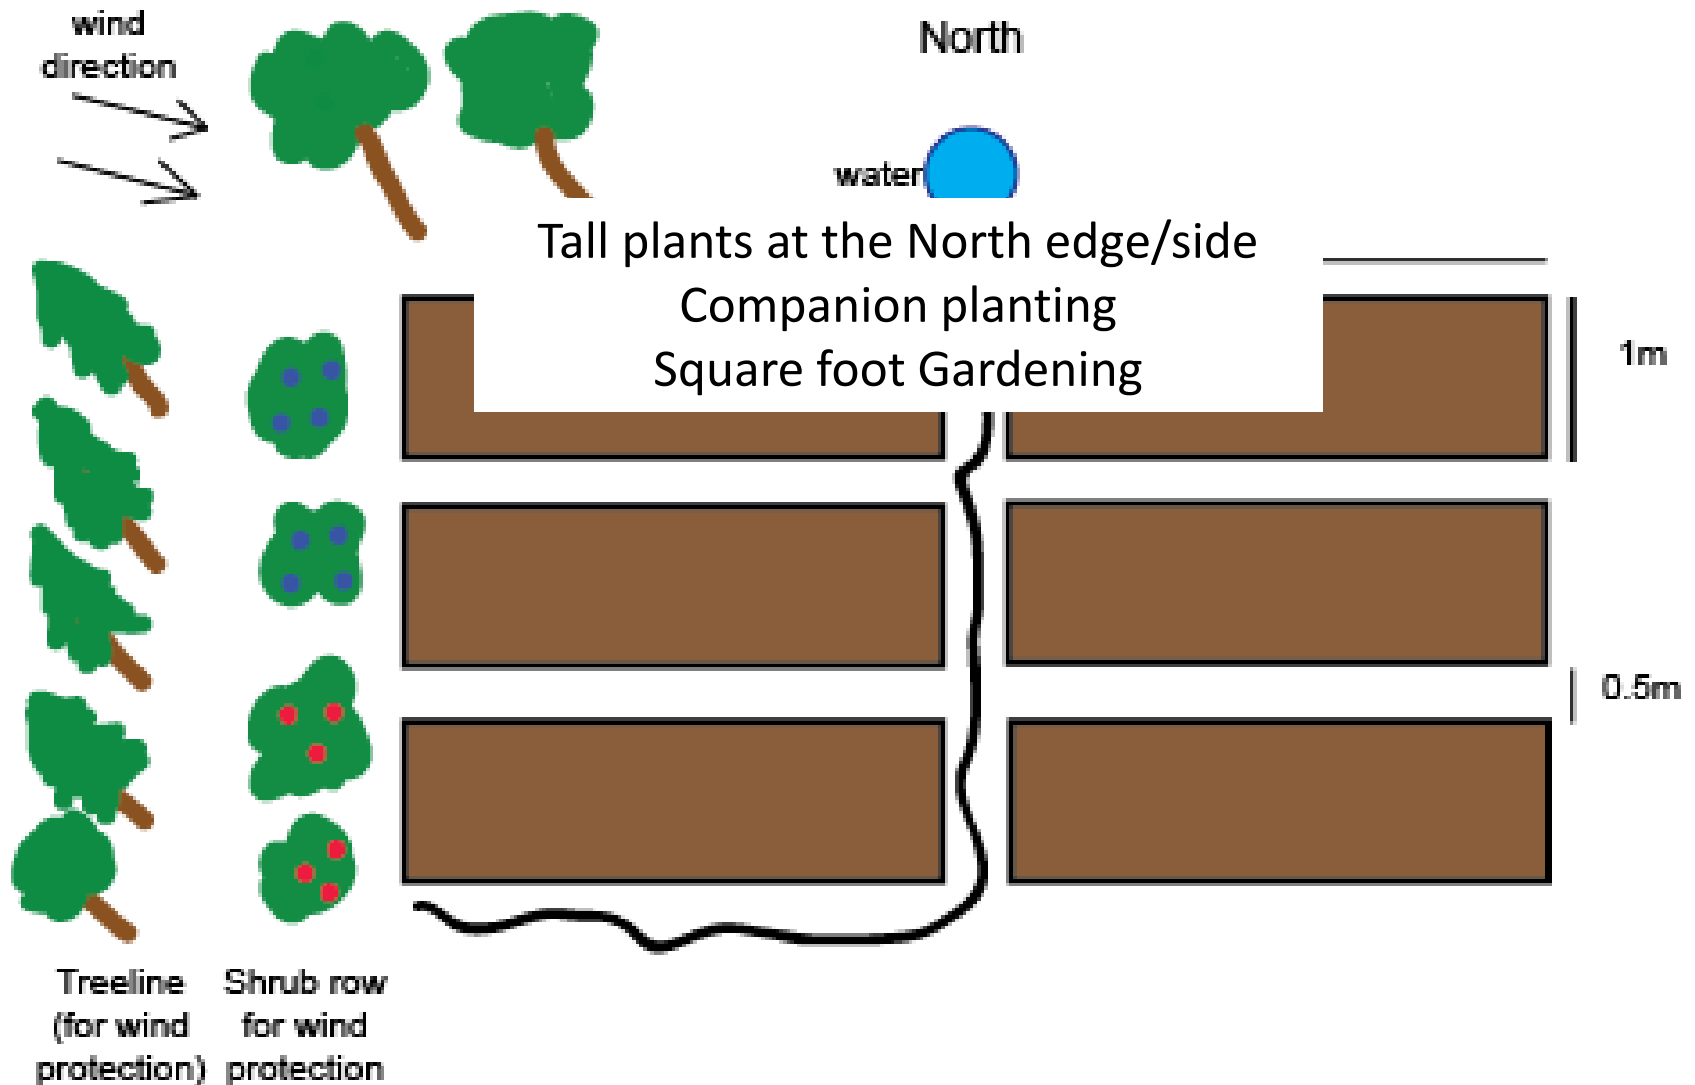 wind
direction
North
water
Tall plants at the North edge/side
Companion planting
Square foot Gardening
1m
0.5m
Treeline
(for wind
protection)
Shrub row
for wind
protection